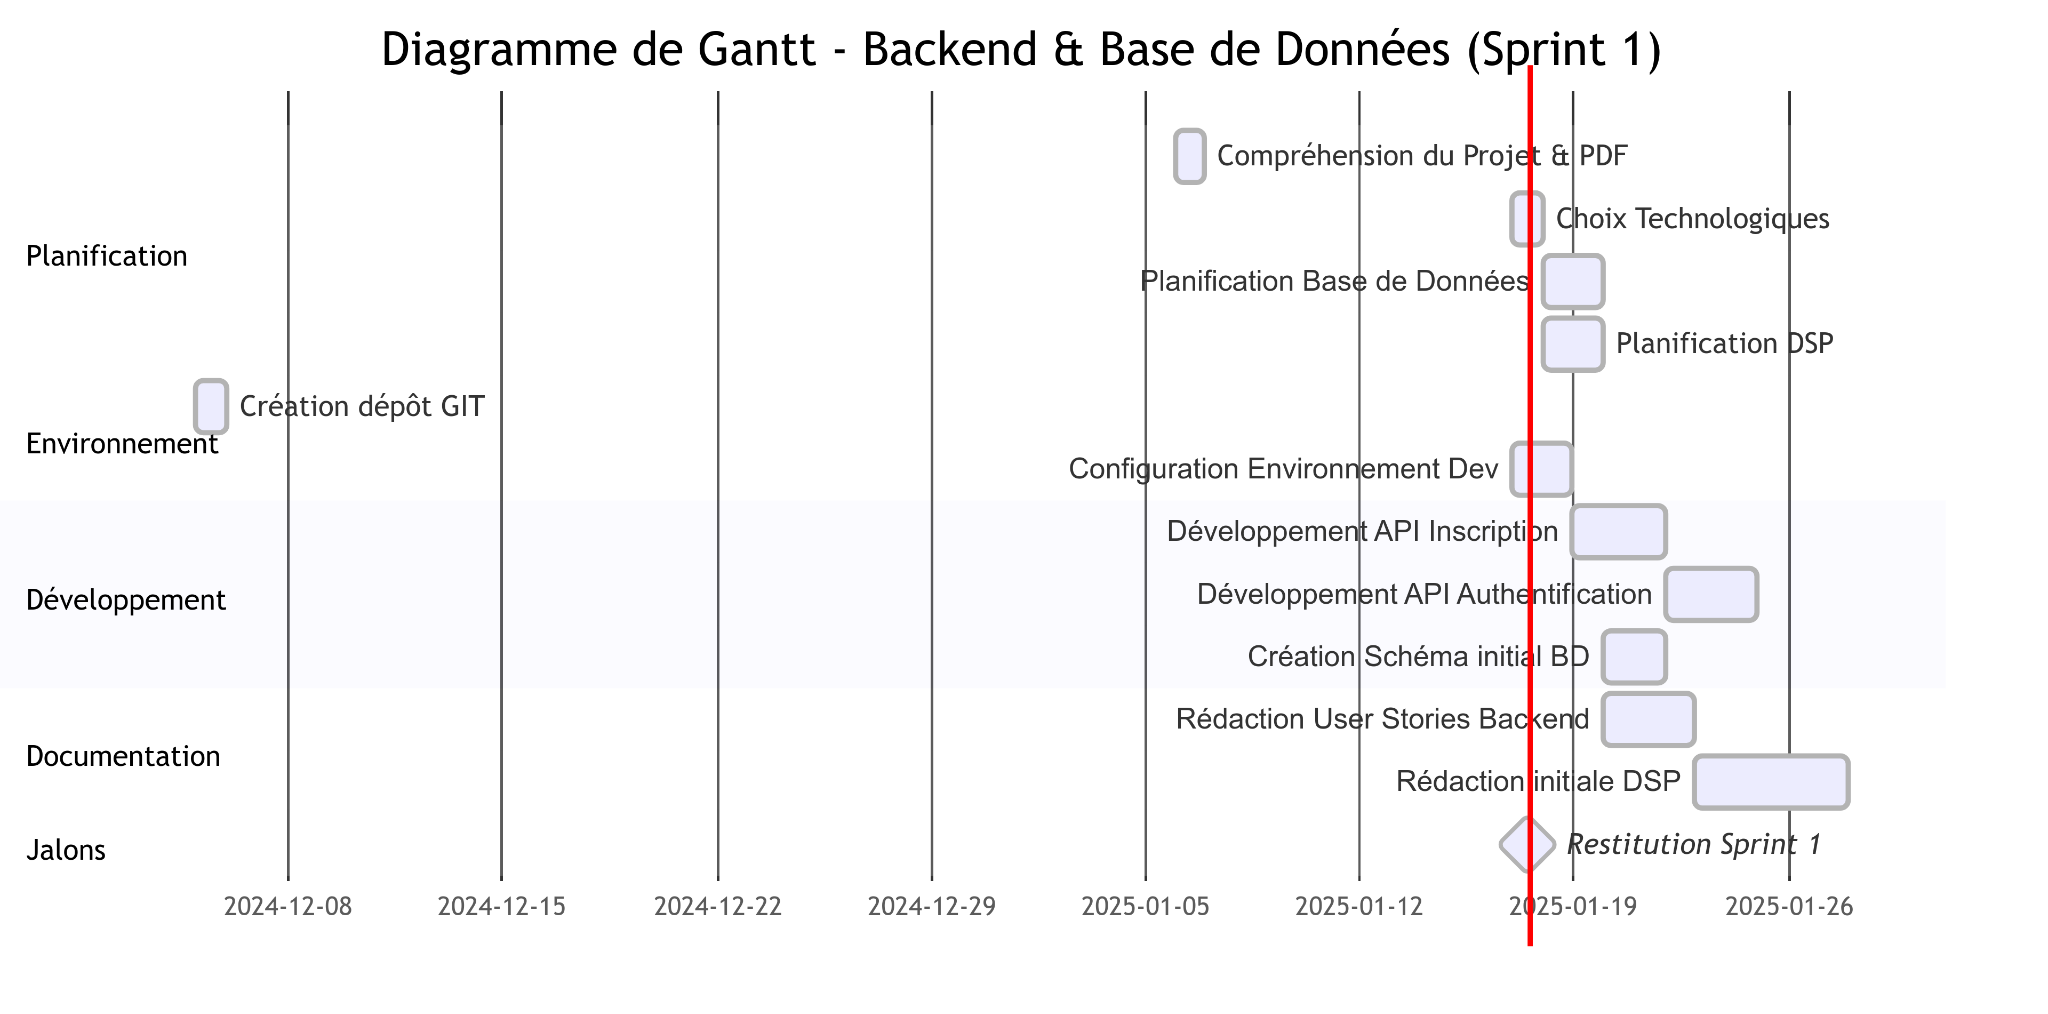 Diagramme de Gantt - Backend & Base de Données (Sprint 1)
Compréhension du Projet & PDF
Choix Technologiques
Planification
Planification Base de Données
Planification DSP
Création dépôt GIT
Environnement
Configuration Environnement Dev
Développement API Inscription
Développement API Authentification
Développement
Création Schéma initial BD
Rédaction User Stories Backend
Documentation
Rédaction initiale DSP
Restitution Sprint 1
Jalons
2024-12-08
2024-12-15
2024-12-22
2024-12-29
2025-01-05
2025-01-12
2025-01-19
2025-01-26